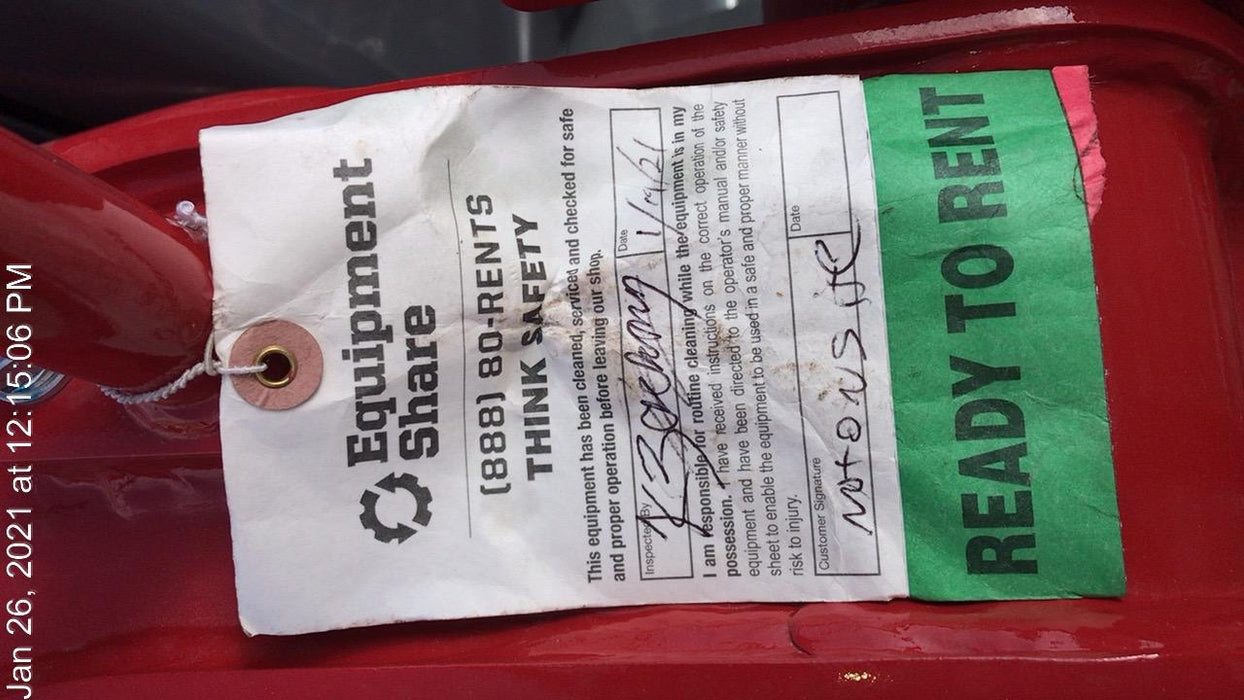 Jan 26, 2021 at 12:15:06 PM
Equipment
Share
(888) 80-RENTS
THINK SAFETY
This equipment has been cleaned, serviced and checked for safe
and proper operation before leaving our shop.
Inspected By
Date
I am responsible for routine cleaning while the equipment is in my
possession. I have received instructions on the correct operation of the
equipment and have been directed to the operator's manual and/or safety
sheet to enable the equipment to be used in a safe and proper manner without
risk to injury.
Customer Signature Date
Not on site
READY TO RENT